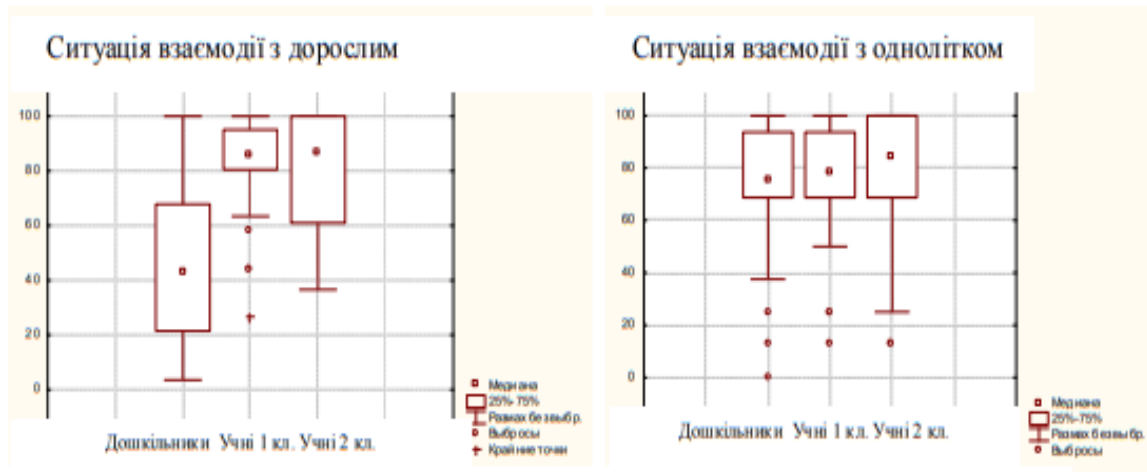 Ситуація взаємодії з дорослим
100
80
60
40
20
0
Дошкільники Учні 1 кл. Учні 2 кл.
Медиана
25%-75%
Размах без выбр.
Выбросы
Крайние точки
Ситуація взаємодії з однолітком
100
80
60
40
20
0
Дошкільники Учні 1 кл. Учні 2 кл.
Медиана
25%-75%
Размах без выбр.
Выбросы